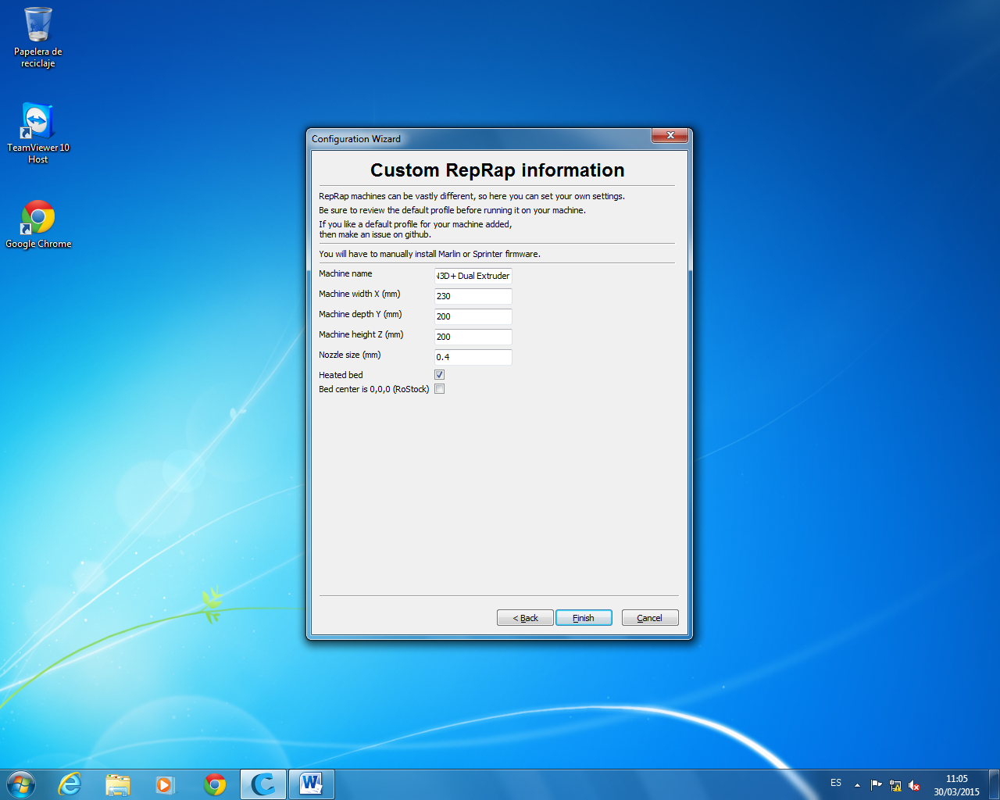 Papelera de
reciclaje
TeamViewer 10
Host
Google Chrome
Configuration Wizard
Custom RepRap information
RepRap machines can be vastly different, so here you can set your own settings.
Be sure to review the default profile before running it on your machine.
If you like a default profile for your machine added,
then make an issue on github.
You will have to manually install Marlin or Sprinter firmware.
Machine name
3D+ Dual Extruder
Machine width X (mm)
230
Machine depth Y (mm)
200
Machine height Z (mm)
200
Nozzle size (mm)
0.4
Heated bed
Bed center is 0,0,0 (RoStock)
< Back
Finish
Cancel
ES
11:05
30/03/2015